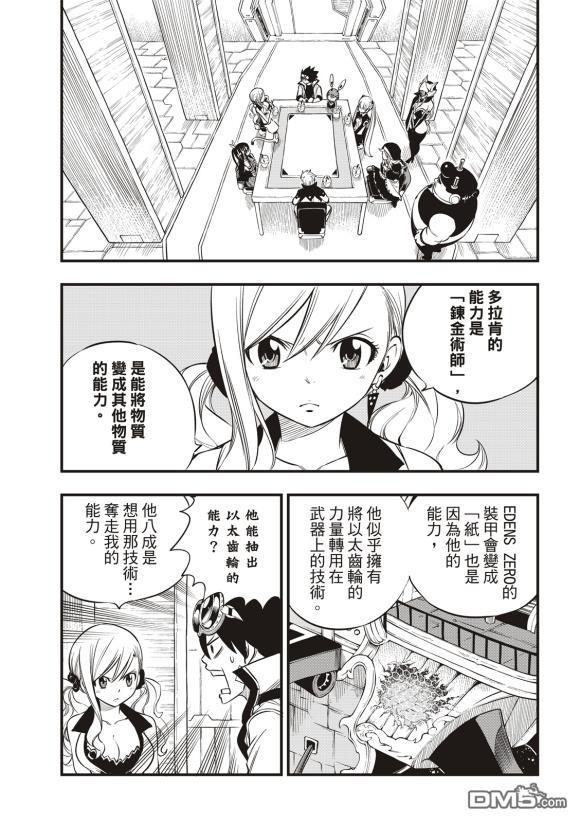 多拉肯的
能力是
「鍊金術師」，
是能將物質
變成其他物質
的能力。
EDENS ZERO的
裝甲會變成
「紙」也是
因為他的
能力，
他似乎擁有
將以太齒輪的
力量轉用在
武器上的技術。
他能抽出
以太齒輪的
能力？
他八成是
想用那技術…
奪走我的
能力。
DM5.com